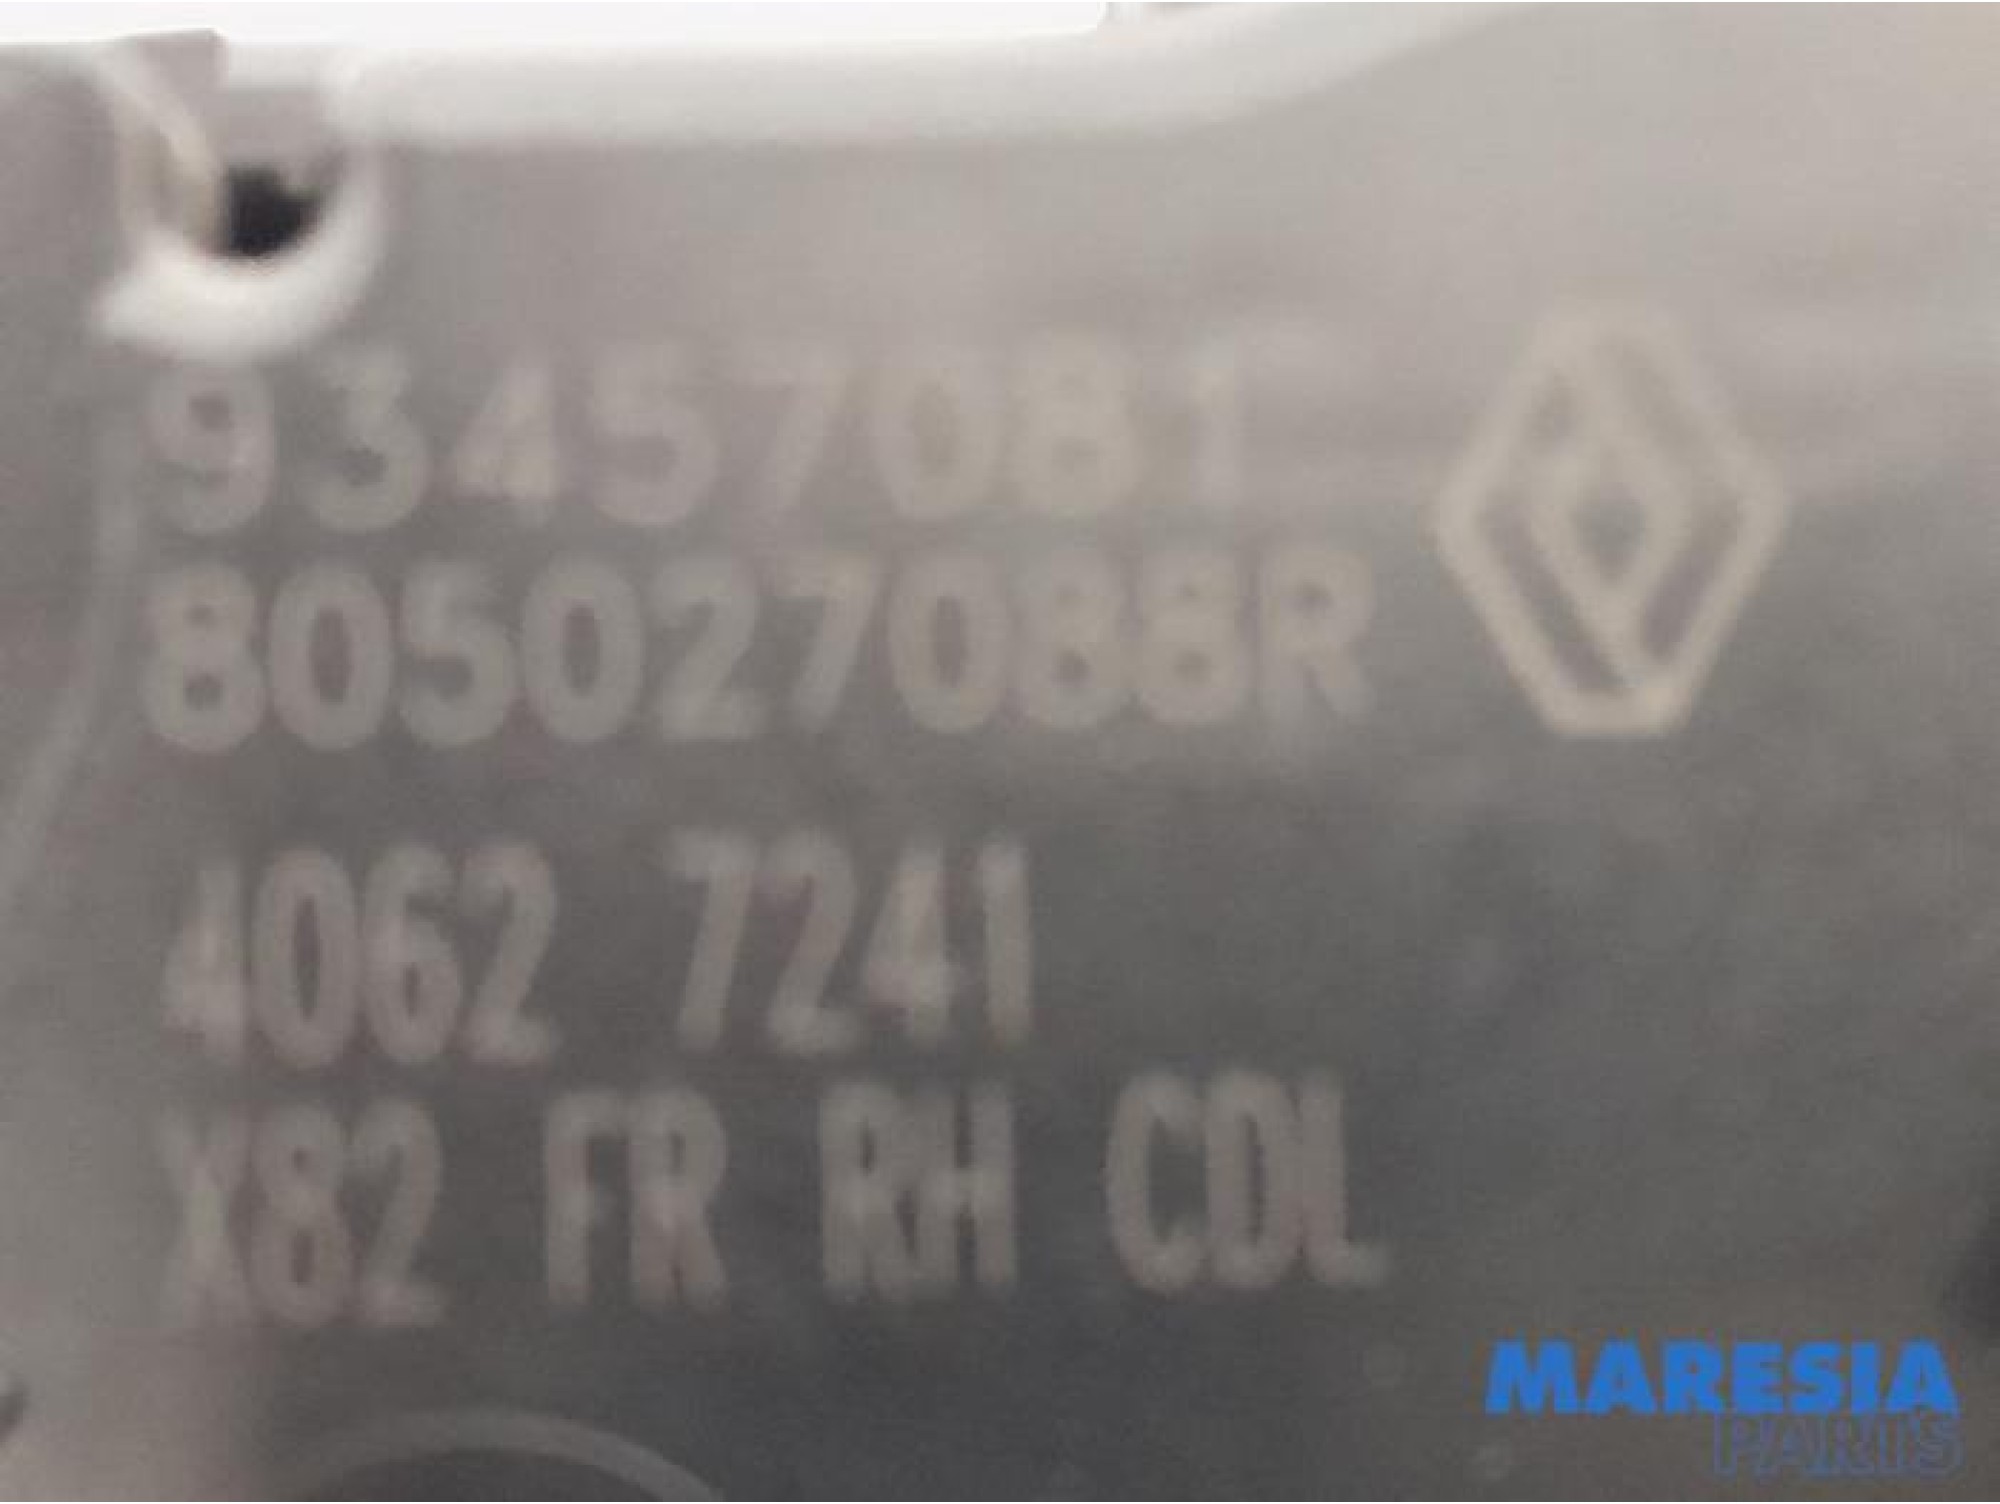 93457081
805027088R
4062 7241
X82 FR RH CDL
MARESIA
PARTS